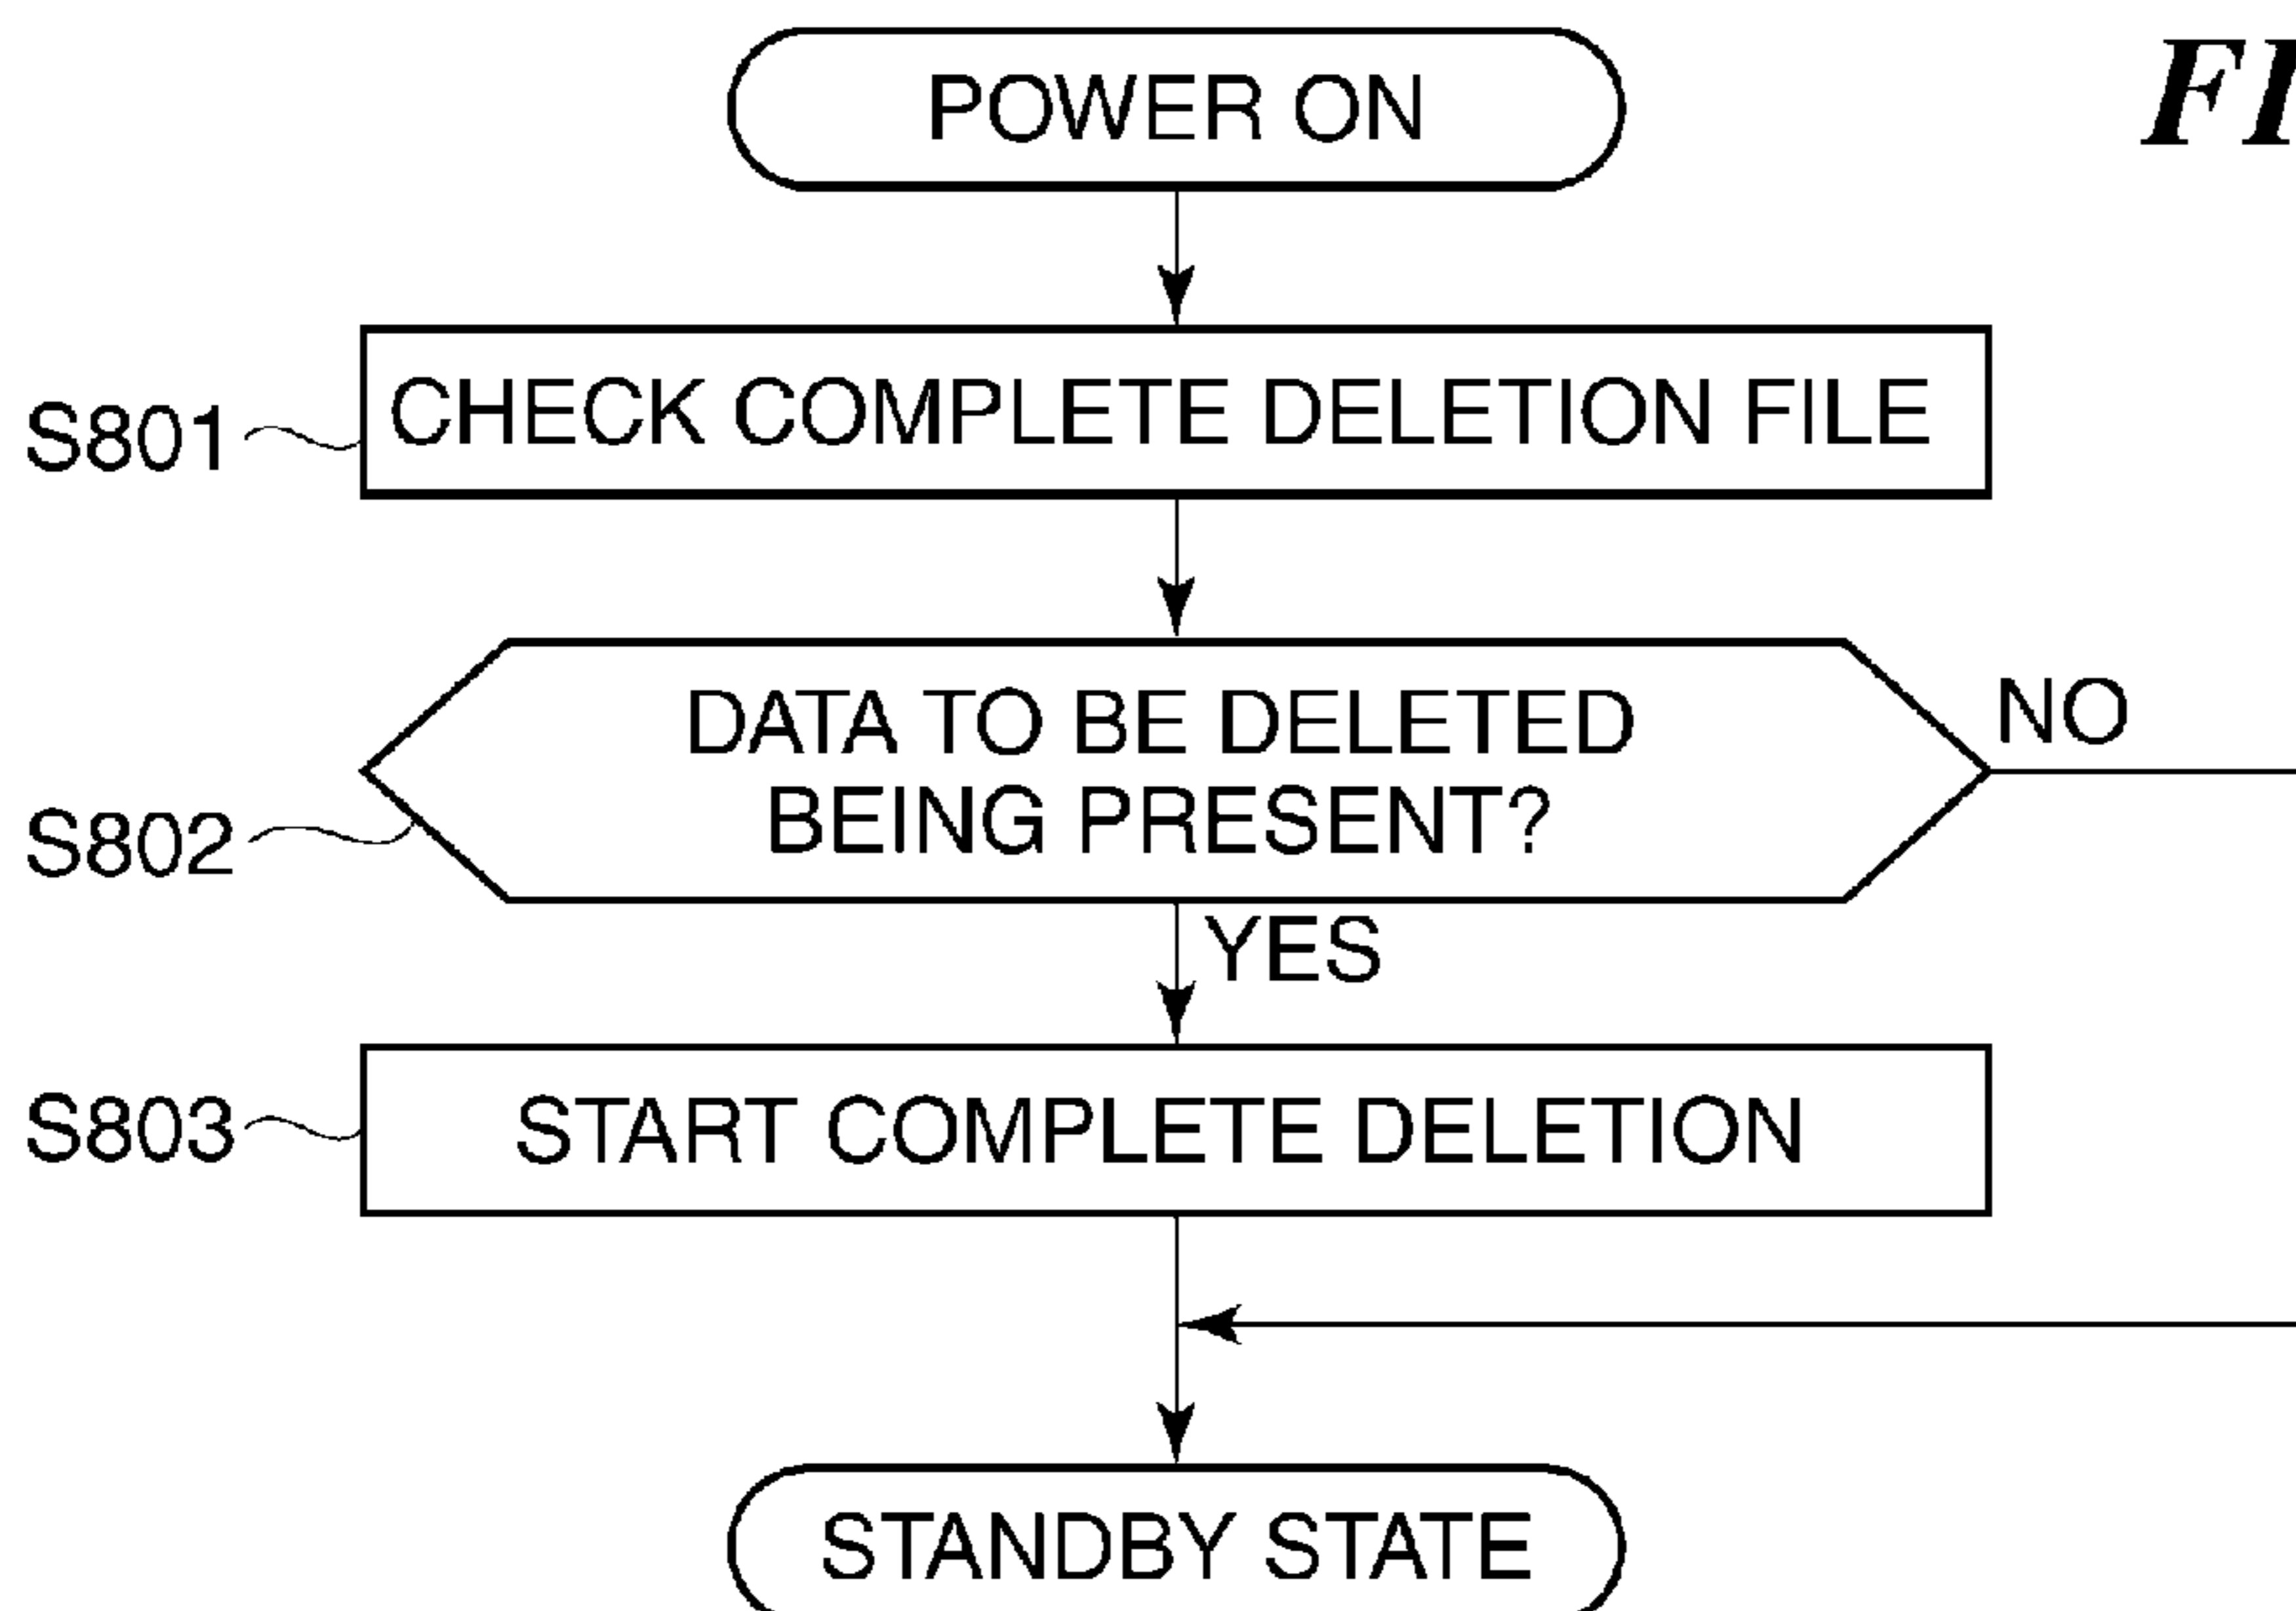 POWER ON
FI
S801
CHECK COMPLETE DELETION FILE
S802
DATA TO BE DELETED
BEING PRESENT?
NO
YES
S803
START COMPLETE DELETION
STANDBY STATE